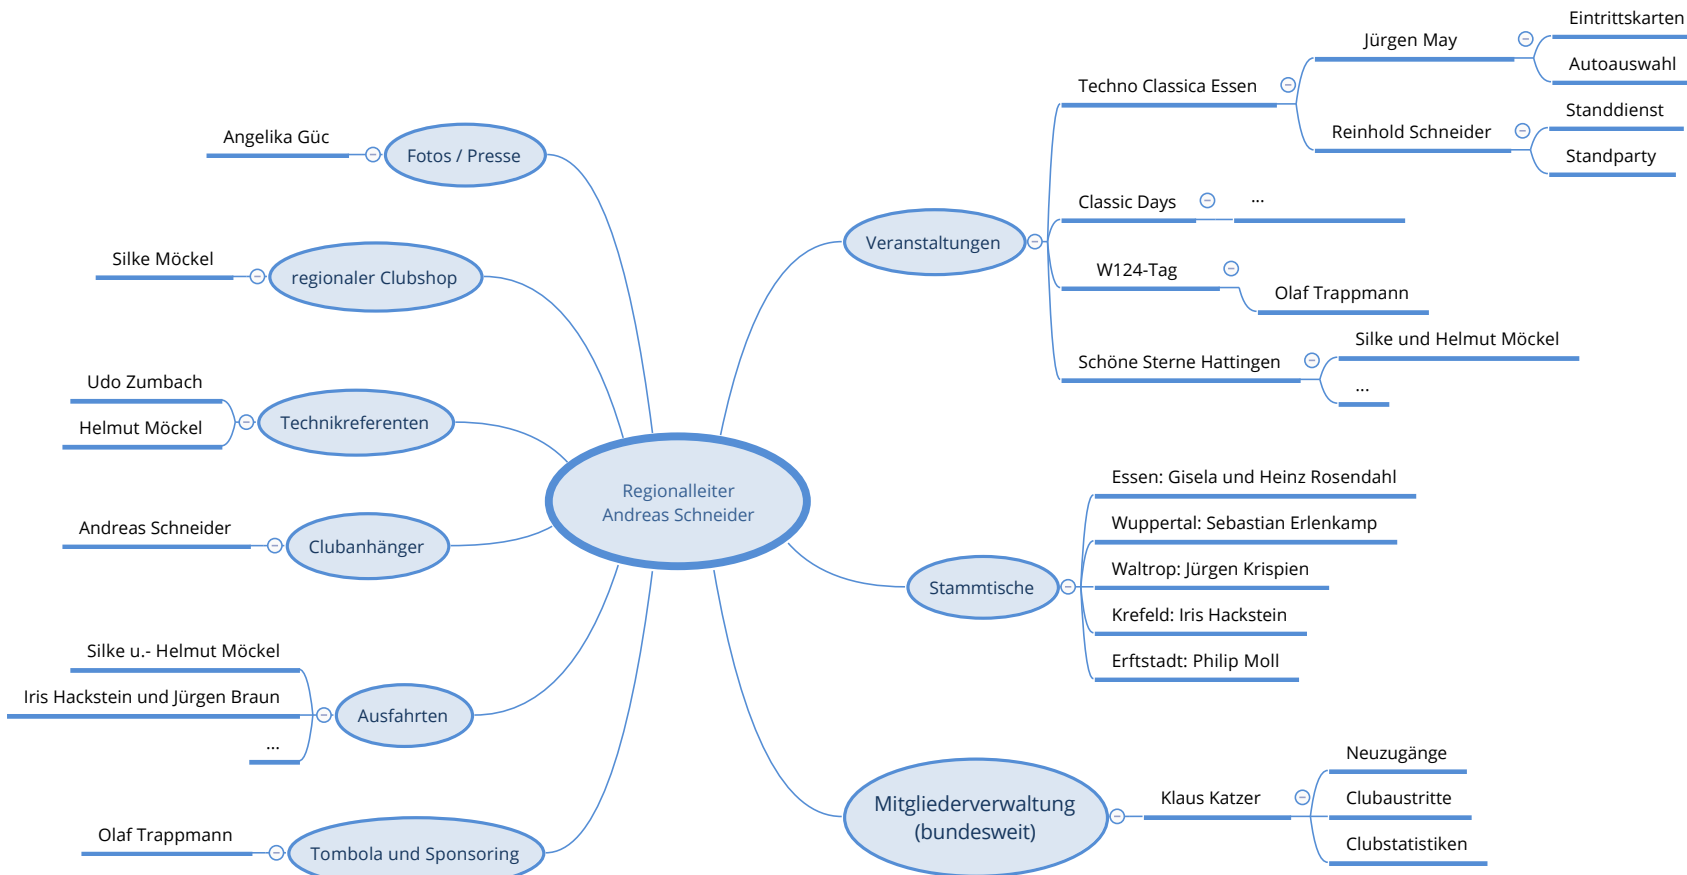 Regionalleiter
Andreas Schneider
Fotos / Presse
Angelika Güc
regionaler Clubshop
Silke Möckel
Technikreferenten
Udo Zumbach
Helmut Möckel
Clubanhänger
Andreas Schneider
Ausfahrten
Silke u.- Helmut Möckel
Iris Hackstein und Jürgen Braun
...
Tombola und Sponsoring
Olaf Trappmann
Veranstaltungen
Techno Classica Essen
Jürgen May
Eintrittskarten
Autoauswahl
Reinhold Schneider
Standdienst
Standparty
Classic Days
...
W124-Tag
Olaf Trappmann
Schöne Sterne Hattingen
Silke und Helmut Möckel
...
Stammtische
Essen: Gisela und Heinz Rosendahl
Wuppertal: Sebastian Erlenkamp
Waltrop: Jürgen Krispien
Krefeld: Iris Hackstein
Erftstadt: Philip Moll
Mitgliederverwaltung
(bundesweit)
Klaus Katzer
Neuzugänge
Clubaustritte
Clubstatistiken